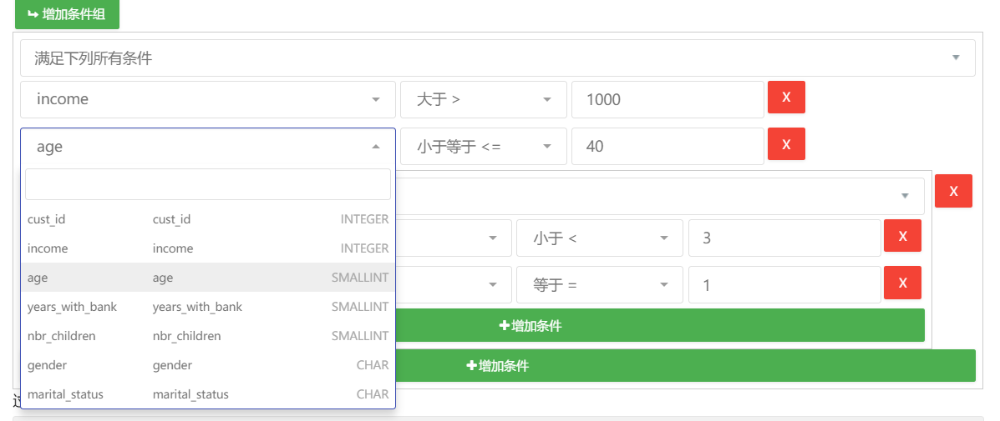 增加条件组
满足下列所有条件
income 大于 > 1000 X
age 小于等于 <= 40 X
X
cust_id cust_id INTEGER
小于 < 3 X
income income INTEGER
age age SMALLINT
等于 = 1 X
years_with_bank years_with_bank SMALLINT
增加条件
nbr_children nbr_children SMALLINT
gender gender CHAR
增加条件
marital_status marital_status CHAR